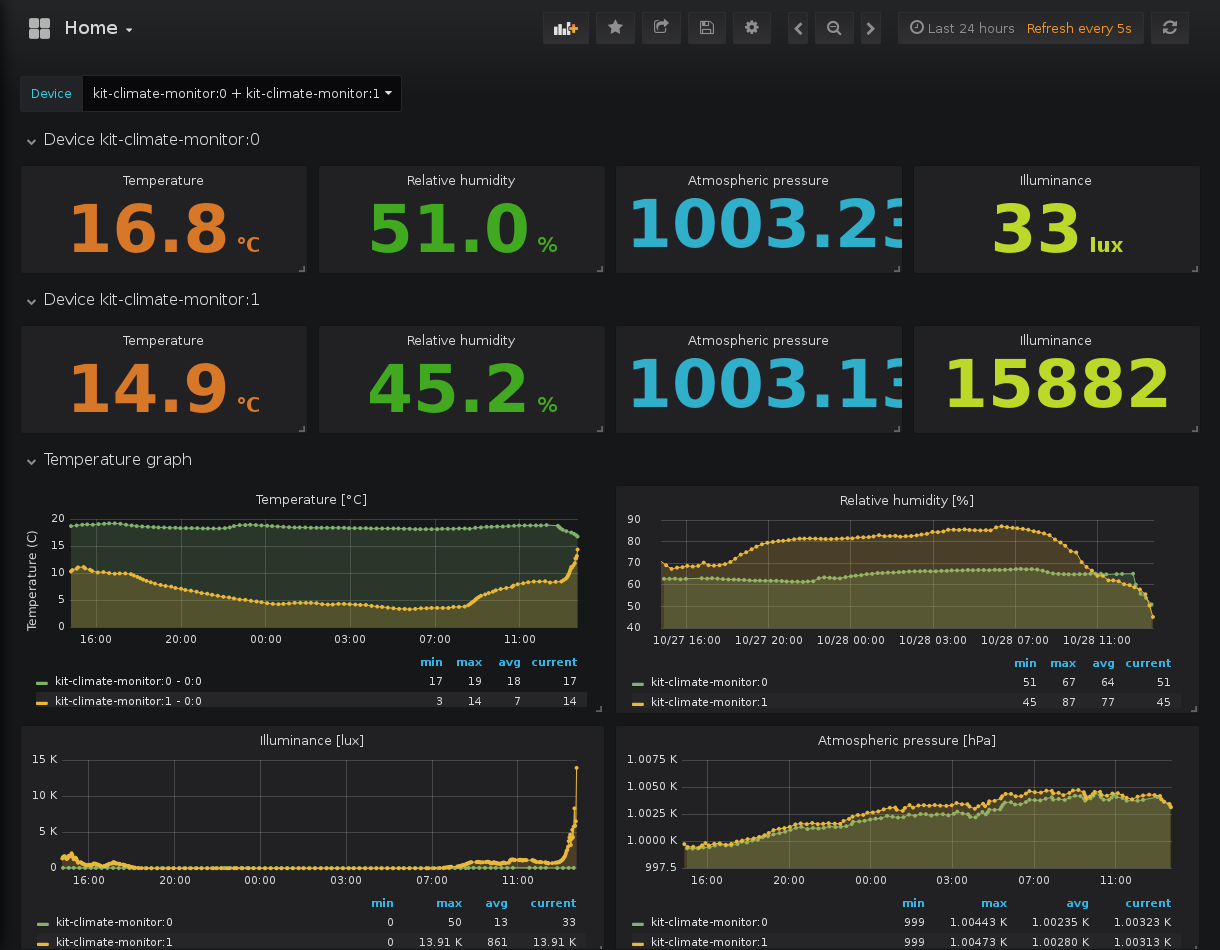 Home
Last 24 hours Refresh every 5s
Device kit-climate-monitor:0 + kit-climate-monitor:1
Device kit-climate-monitor:0
Temperature Relative humidity Atmospheric pressure Illuminance
16.8 °C 51.0 % 1003.23 33 lux
Device kit-climate-monitor:1
Temperature Relative humidity Atmospheric pressure Illuminance
14.9 °C 45.2 % 1003.13 15882
Temperature graph
Temperature [°C]
Temperature (C)
20
15
10
5
0
16:00 20:00 00:00 03:00 07:00 11:00
min max avg current
kit-climate-monitor:0 - 0:0 17 19 18 17
kit-climate-monitor:1 - 0:0 3 14 7 14
Relative humidity [%]
90
80
70
60
50
40
10/27 16:00 10/27 20:00 10/28 00:00 10/28 03:00 10/28 07:00 10/28 11:00
min max avg current
kit-climate-monitor:0 51 67 64 51
kit-climate-monitor:1 45 87 77 45
Illuminance [lux]
15 K
10 K
5 K
0
16:00 20:00 00:00 03:00 07:00 11:00
min max avg current
kit-climate-monitor:0 0 50 13 33
kit-climate-monitor:1 0 13.91 K 861 13.91 K
Atmospheric pressure [hPa]
1.0075 K
1.0050 K
1.0025 K
1.0000 K
997.5
16:00 20:00 00:00 03:00 07:00 11:00
min max avg current
kit-climate-monitor:0 999 1.00443 K 1.00235 K 1.00323 K
kit-climate-monitor:1 999 1.00473 K 1.00280 K 1.00313 K